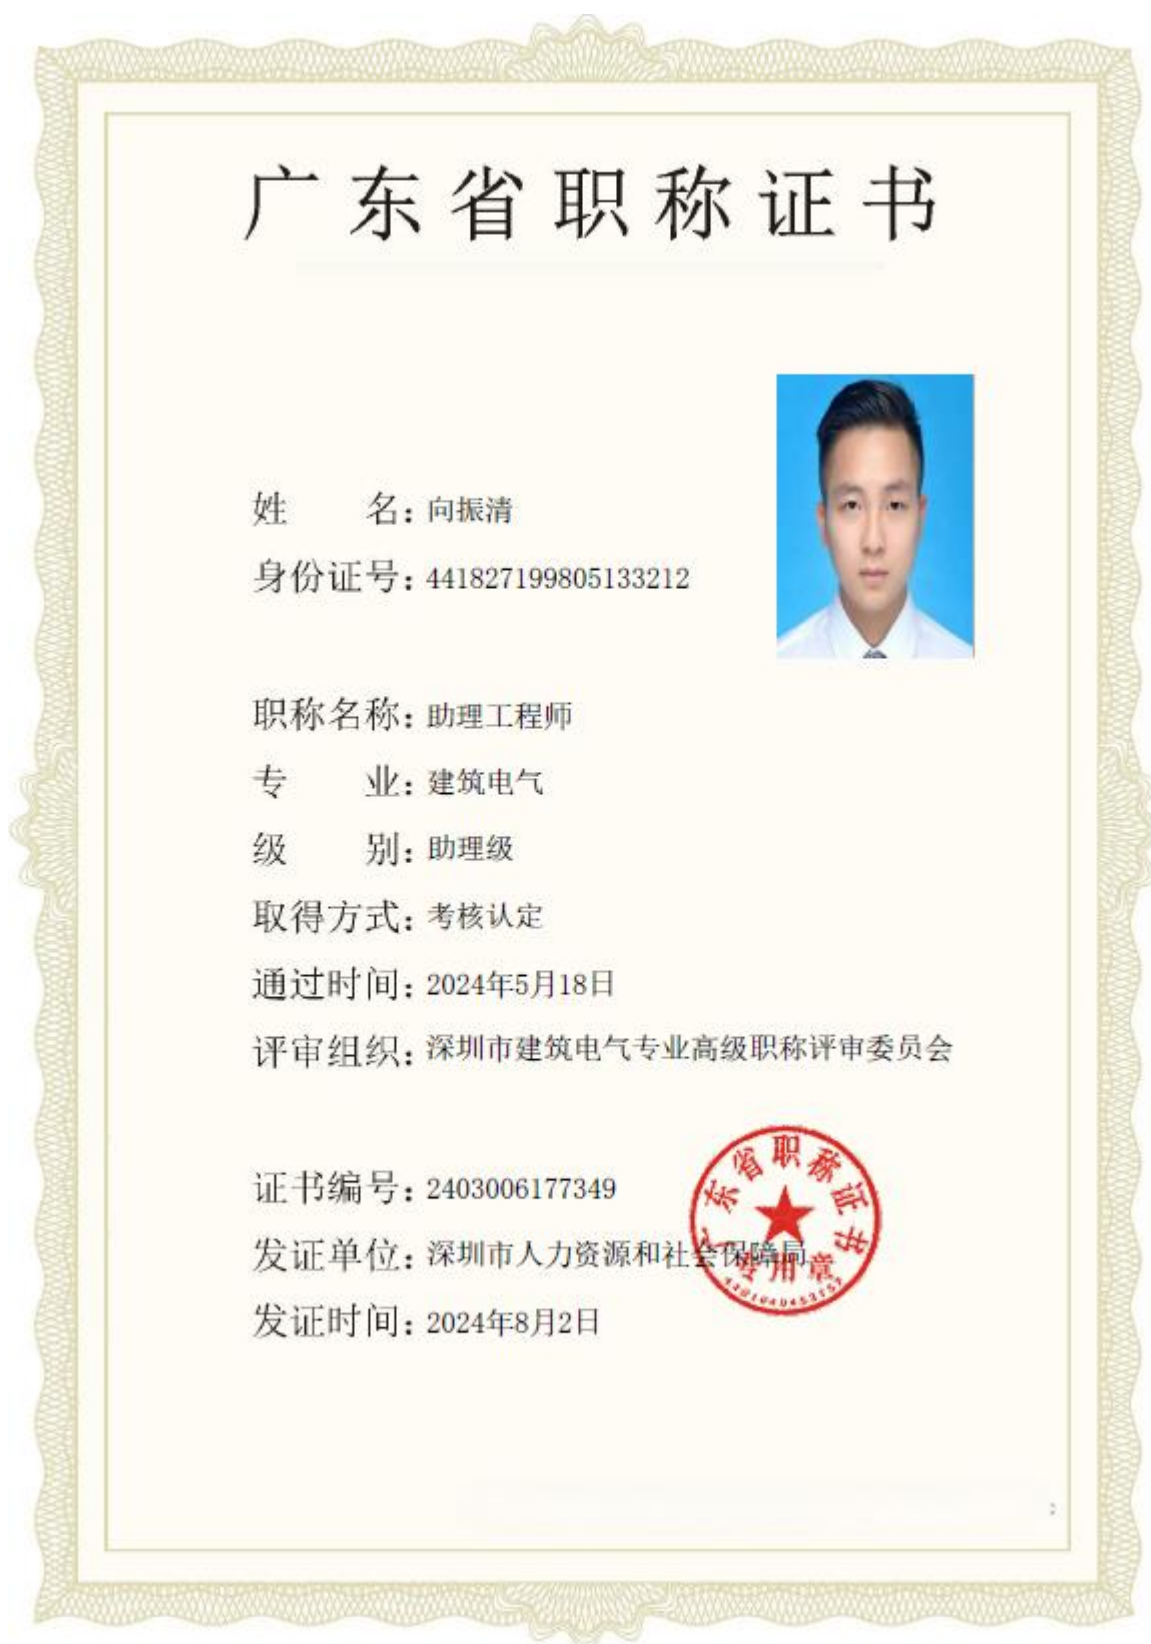 广东省职称证书
姓 名：向振清
身份证号：441827199805133212
职称名称：助理工程师
专 业：建筑电气
级 别：助理级
取得方式：考核认定
通过时间：2024年5月18日
评审组织：深圳市建筑电气专业高级职称评审委员会
证书编号：2403006177349
发证单位：深圳市人力资源和社会保障局
发证时间：2024年8月2日
广东省职称证书
专用章